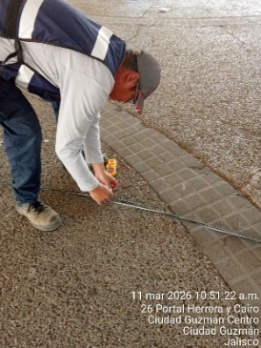 11 mar 2026 10:51:22 a.m.
26 Portal Herrera y Cairo
Ciudad Guzmán Centro
Ciudad Guzmán
Jalisco